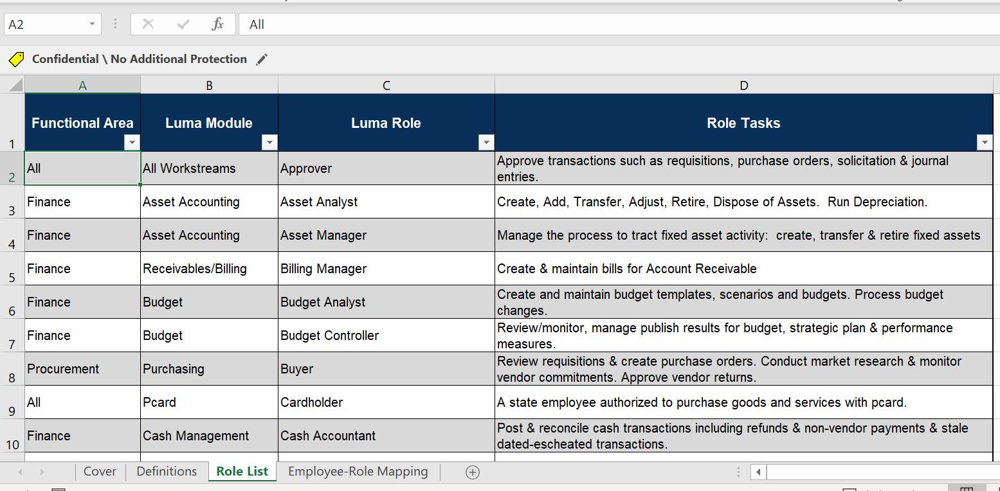 A2
fx
All
Confidential \ No Additional Protection
A B C D
1 Functional Area Luma Module Luma Role Role Tasks
2 All All Workstreams Approver Approve transactions such as requisitions, purchase orders, solicitation & journal
entries.
3 Finance Asset Accounting Asset Analyst Create, Add, Transfer, Adjust, Retire, Dispose of Assets.  Run Depreciation.
4 Finance Asset Accounting Asset Manager Manage the process to tract fixed asset activity:  create, transfer & retire fixed assets
5 Finance Receivables/Billing Billing Manager Create & maintain bills for Account Receivable
6 Finance Budget Budget Analyst Create and maintain budget templates, scenarios and budgets. Process budget
changes.
7 Finance Budget Budget Controller Review/monitor, manage publish results for budget, strategic plan & performance
measures.
8 Procurement Purchasing Buyer Review requisitions & create purchase orders. Conduct market research & monitor
vendor commitments. Approve vendor returns.
9 All Pcard Cardholder A state employee authorized to purchase goods and services with pcard.
10 Finance Cash Management Cash Accountant Post & reconcile cash transactions including refunds & non-vendor payments & stale
dated-escheated transactions.
Cover Definitions Role List Employee-Role Mapping